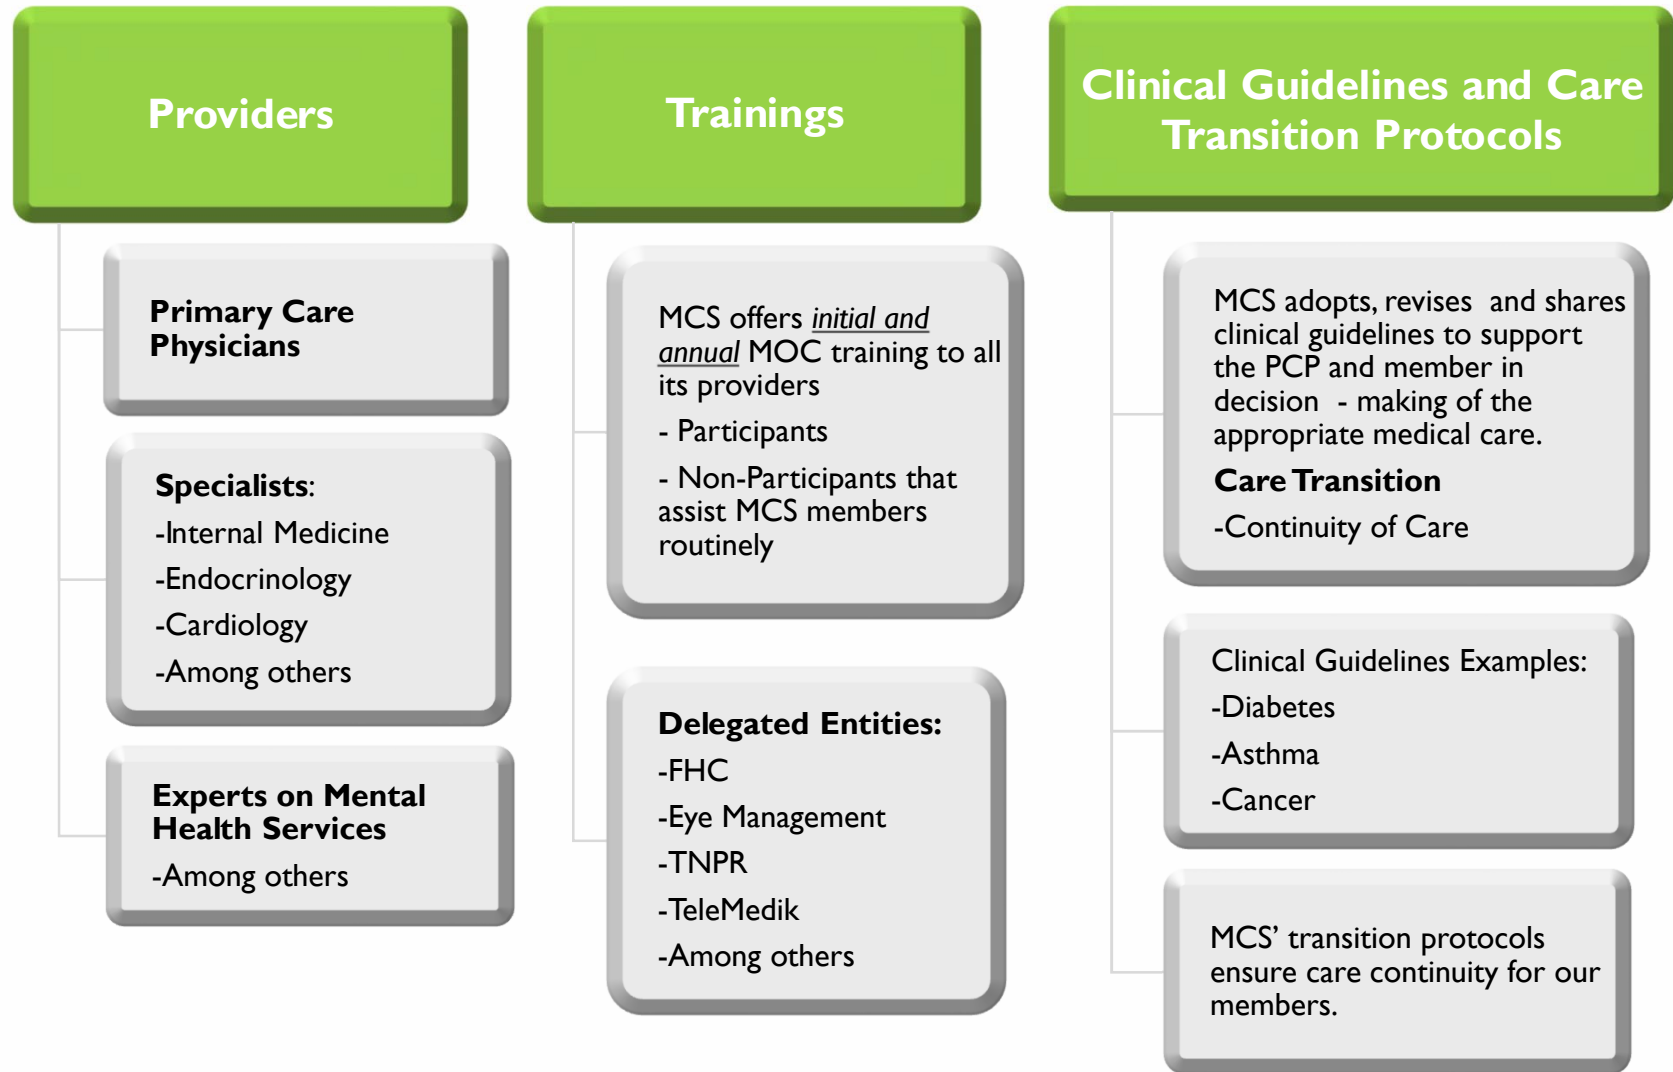 Providers
Primary Care
Physicians
Specialists:
-Internal Medicine
-Endocrinology
-Cardiology
-Among others
Experts on Mental
Health Services
-Among others
Trainings
MCS offers initial and
annual MOC training to all
its providers
- Participants
- Non-Participants that
assist MCS members
routinely
Delegated Entities:
-FHC
-Eye Management
-TNPR
-TeleMedik
-Among others
Clinical Guidelines and Care
Transition Protocols
MCS adopts, revises  and shares
clinical guidelines to support
the PCP and member in
decision  - making of the
appropriate medical care.
Care Transition
-Continuity of Care
Clinical Guidelines Examples:
-Diabetes
-Asthma
-Cancer
MCS’ transition protocols
ensure care continuity for our
members.